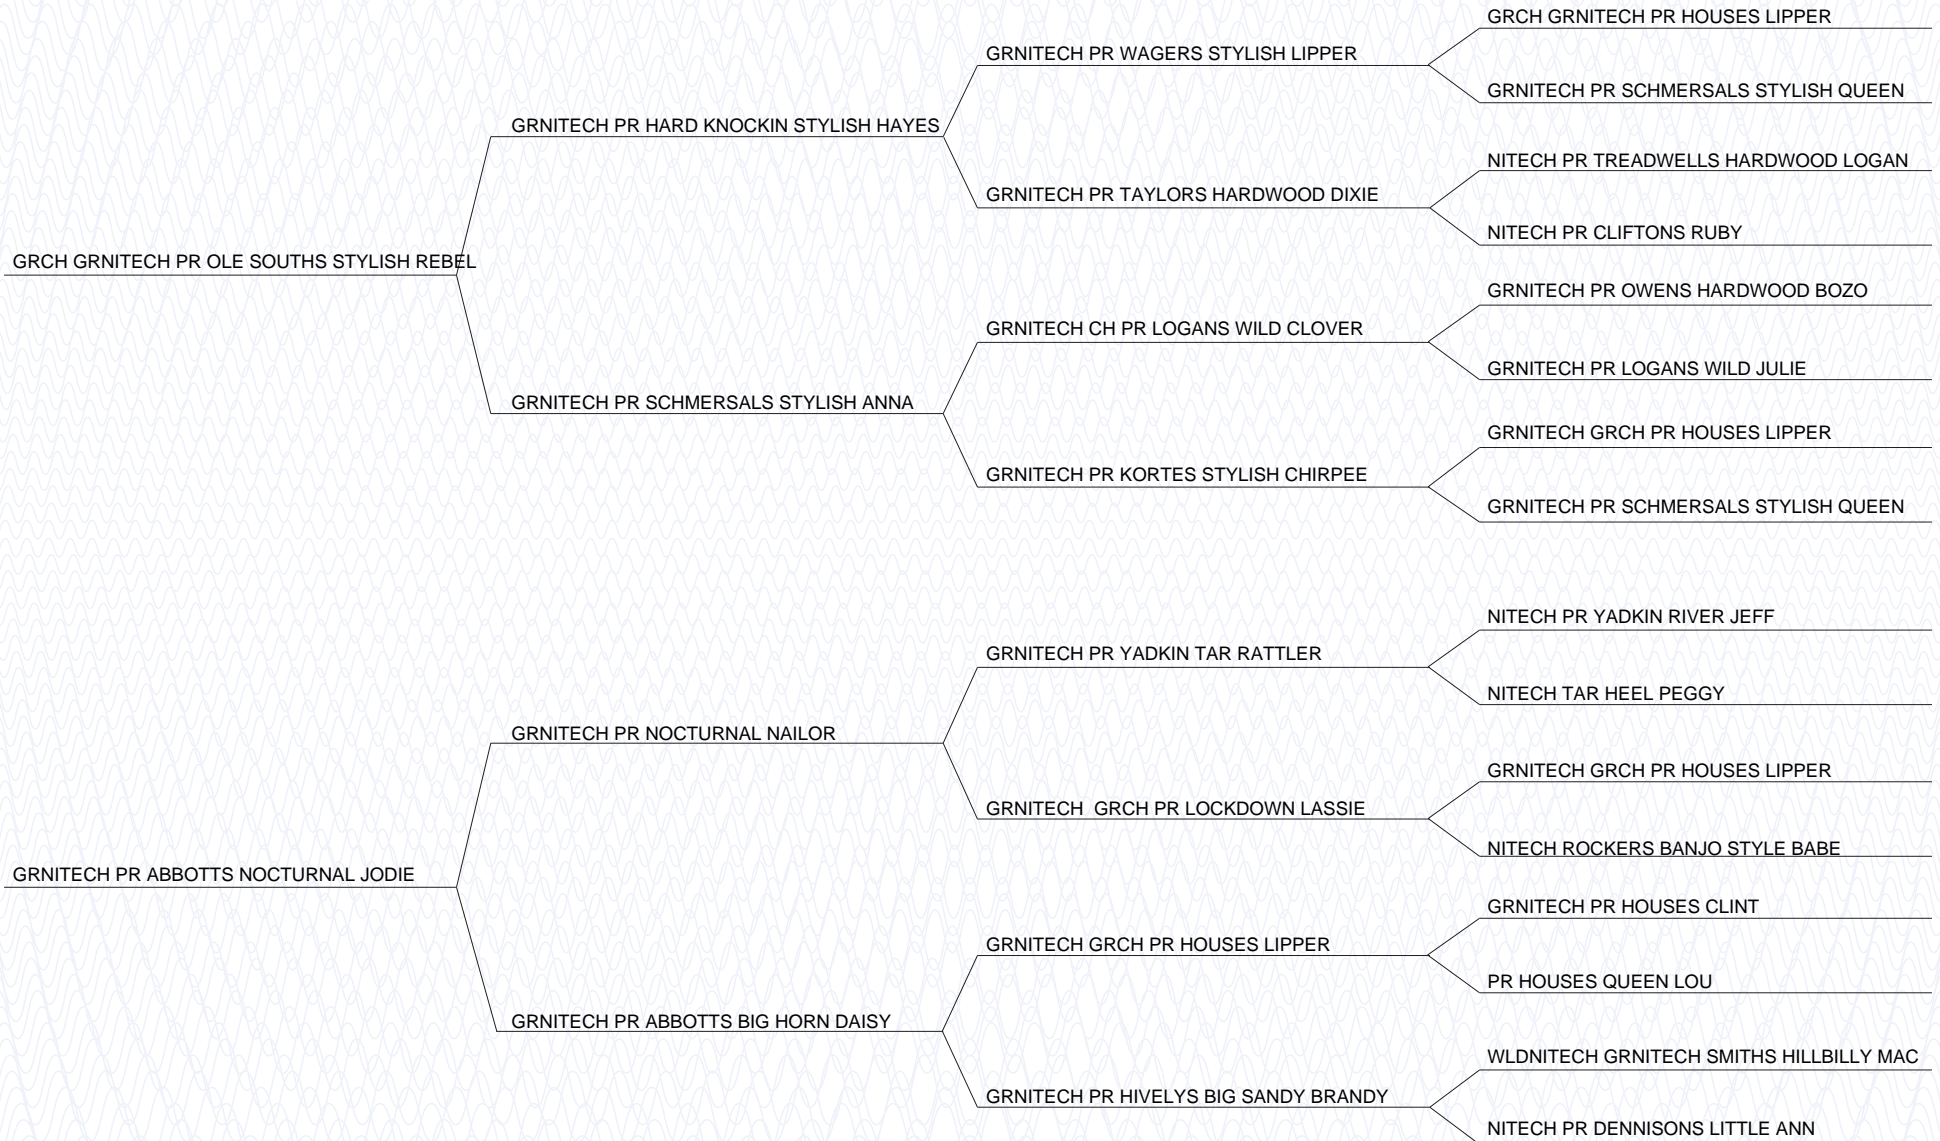 GRCH GRNITECH PR HOUSES LIPPER
GRNITECH PR WAGERS STYLISH LIPPER
GRNITECH PR SCHMERSALS STYLISH QUEEN
GRNITECH PR HARD KNOCKIN STYLISH HAYES
NITECH PR TREADWELLS HARDWOOD LOGAN
GRNITECH PR TAYLORS HARDWOOD DIXIE
NITECH PR CLIFTONS RUBY
GRCH GRNITECH PR OLE SOUTHS STYLISH REBEL
GRNITECH PR OWENS HARDWOOD BOZO
GRNITECH CH PR LOGANS WILD CLOVER
GRNITECH PR LOGANS WILD JULIE
GRNITECH PR SCHMERSALS STYLISH ANNA
GRNITECH GRCH PR HOUSES LIPPER
GRNITECH PR KORTES STYLISH CHIRPEE
GRNITECH PR SCHMERSALS STYLISH QUEEN
NITECH PR YADKIN RIVER JEFF
GRNITECH PR YADKIN TAR RATTLER
NITECH TAR HEEL PEGGY
GRNITECH PR NOCTURNAL NAILOR
GRNITECH GRCH PR HOUSES LIPPER
GRNITECH  GRCH PR LOCKDOWN LASSIE
NITECH ROCKERS BANJO STYLE BABE
GRNITECH PR ABBOTTS NOCTURNAL JODIE
GRNITECH PR HOUSES CLINT
GRNITECH GRCH PR HOUSES LIPPER
PR HOUSES QUEEN LOU
GRNITECH PR ABBOTTS BIG HORN DAISY
WLDNITECH GRNITECH SMITHS HILLBILLY MAC
GRNITECH PR HIVELYS BIG SANDY BRANDY
NITECH PR DENNISONS LITTLE ANN